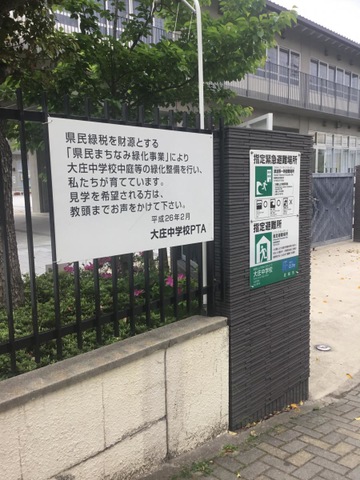 県民緑税を財源とする
「県民まちなみ緑化事業」により
大庄中学校中庭等の緑化整備を行い、
私たちが育てています。
見学を希望される方は、
教頭までお声をかけて下さい。
平成26年2月
大庄中学校PTA
指定緊急避難場所
指定避難所
大庄中学校